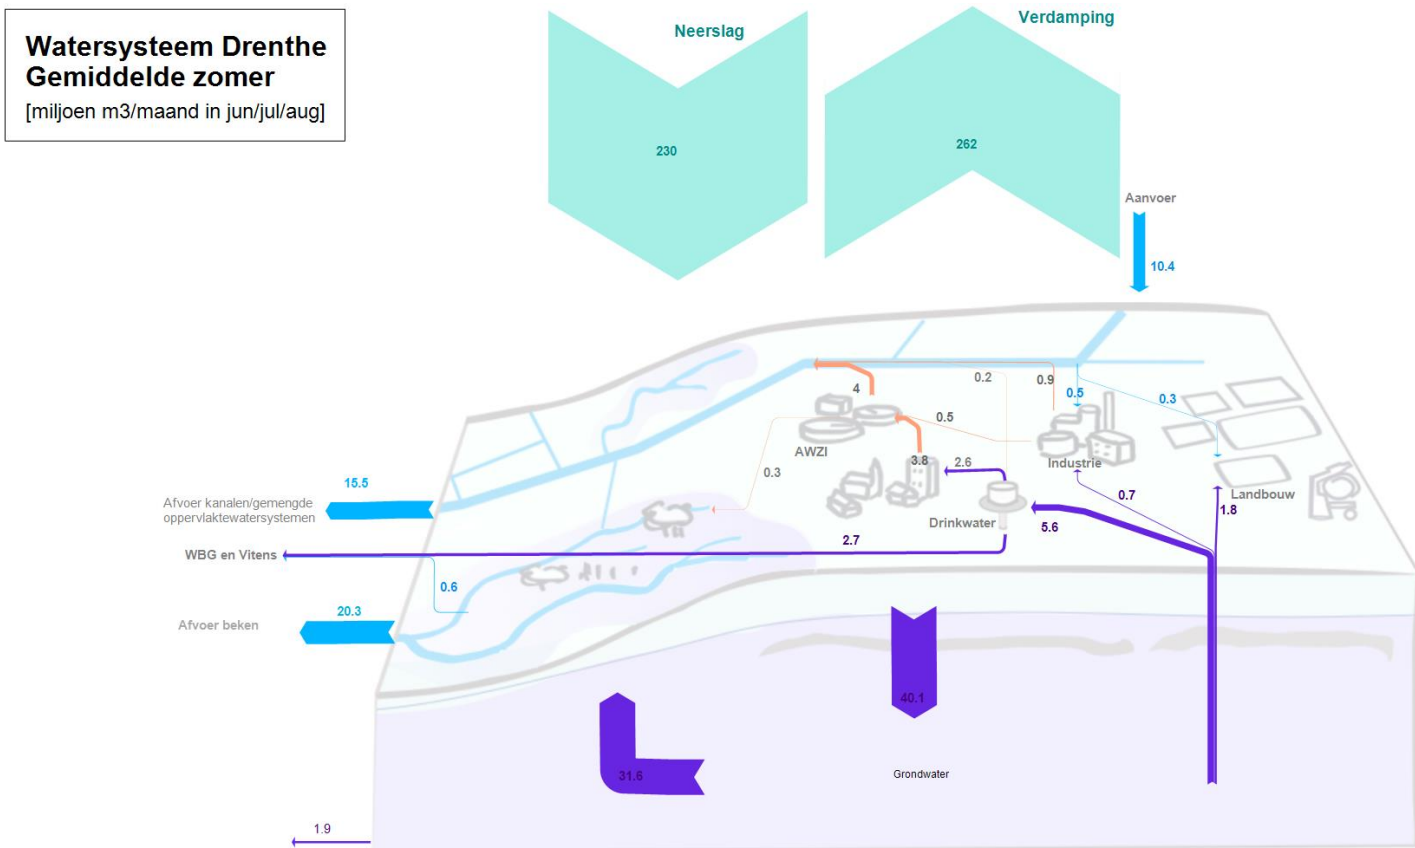 Watersysteem Drenthe
Gemiddelde zomer
[miljoen m3/maand in jun/jul/aug]
Neerslag
Verdamping
230
262
Aanvoer
10.4
0.2
0.9
4
0.5
0.3
0.5
AWZI
3.8
2.6
Industrie
0.3
0.7
Landbouw
1.8
15.5
Afvoer kanalen/gemengde
oppervlaktewatersystemen
Drinkwater
5.6
2.7
WBG en Vitens
0.6
20.3
Afvoer beken
40.1
31.6
Grondwater
1.9